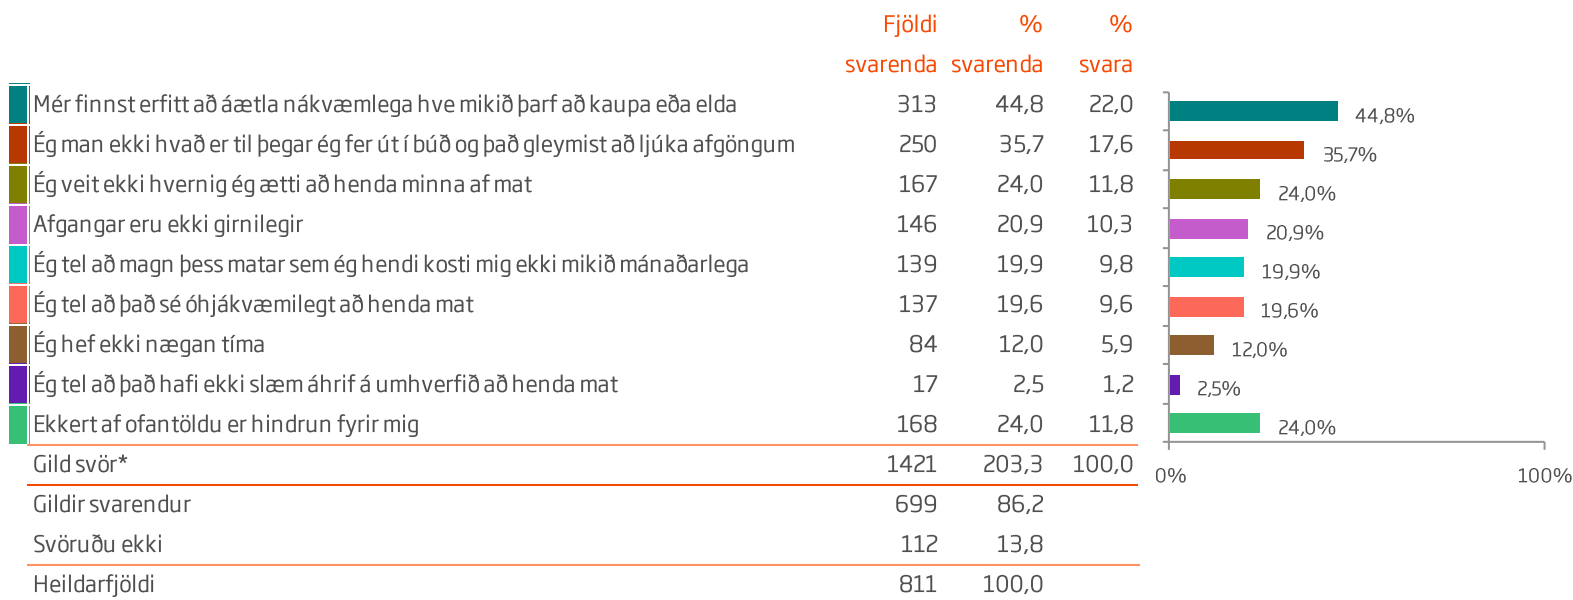 Fjöldi % %
svarenda svarenda svara
Mér finnst erfitt að áætla nákvæmlega hve mikið þarf að kaupa eða elda 313 44,8 22,0 44,8%
Ég man ekki hvað er til þegar ég fer út í búð og það gleymist að ljúka afgöngum 250 35,7 17,6 35,7%
Ég veit ekki hvernig ég ætti að henda minna af mat 167 24,0 11,8 24,0%
Afgangar eru ekki girnilegir 146 20,9 10,3 20,9%
Ég tel að magn þess matar sem ég hendi kosti mig ekki mikið mánaðarlega 139 19,9 9,8 19,9%
Ég tel að það sé óhjákvæmilegt að henda mat 137 19,6 9,6 19,6%
Ég hef ekki nægan tíma 84 12,0 5,9 12,0%
Ég tel að það hafi ekki slæm áhrif á umhverfið að henda mat 17 2,5 1,2 2,5%
Ekkert af ofantöldu er hindrun fyrir mig 168 24,0 11,8 24,0%
Gild svör* 1421 203,3 100,0 0% 100%
Gildir svarendur 699 86,2
Svöruðu ekki 112 13,8
Heildarfjöldi 811 100,0